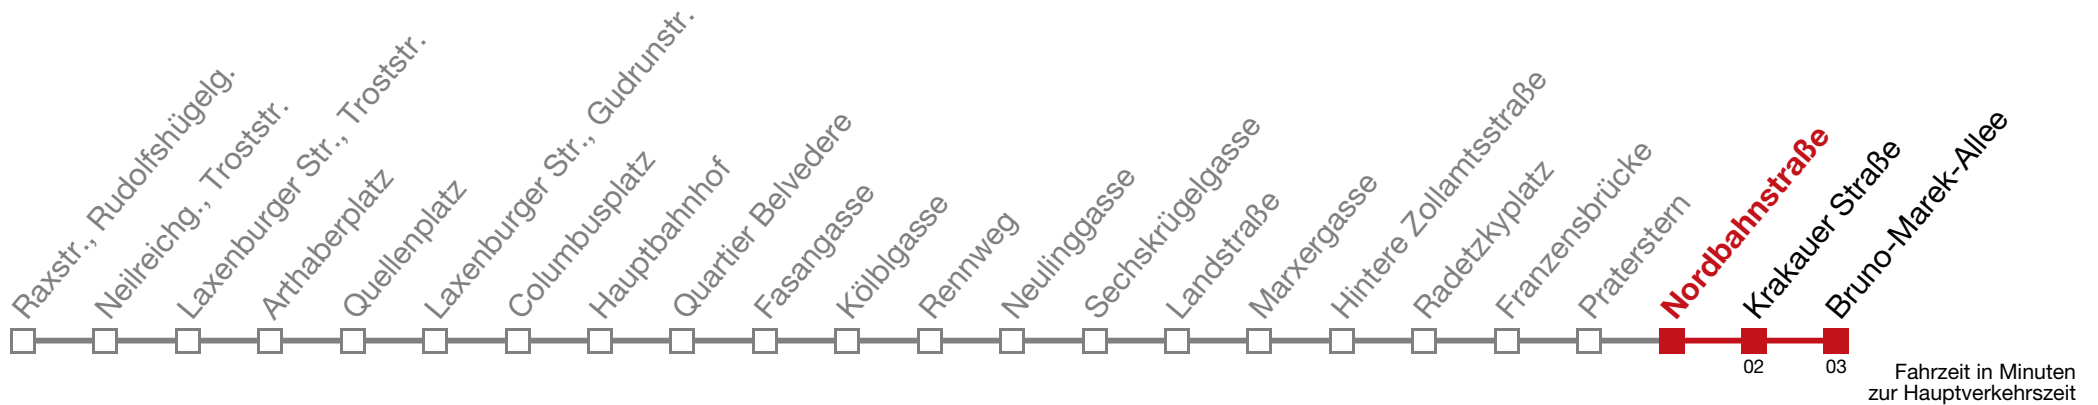 Raxstr., Rudolfshügelg.
Neilreichg., Troststr.
Laxenburger Str., Troststr.
Arthaberplatz
Quellenplatz
Laxenburger Str., Gudrunstr.
Columbusplatz
Hauptbahnhof
Quartier Belvedere
Fasangasse
Kölblgasse
Rennweg
Neulinggasse
Sechskrügelgasse
Landstraße
Marxergasse
Hintere Zollamtsstraße
Radetzkyplatz
Franzensbrücke
Praterstern
Nordbahnstraße
Krakauer Straße
Bruno-Marek-Allee
02
03
Fahrzeit in Minuten
zur Hauptverkehrszeit